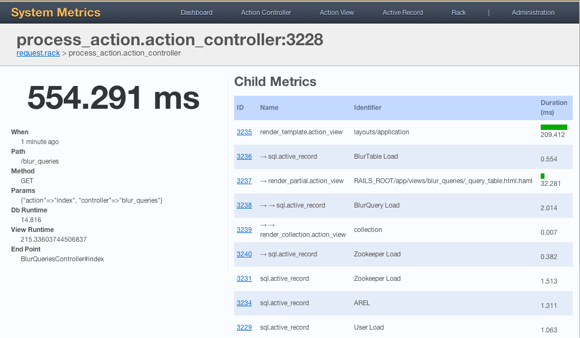 System Metrics Dashboard Action Controller Action View Active Record Rack | Administration
process_action.action_controller:3228
request.rack > process_action.action_controller
554.291 ms
When
1 minute ago
Path
/blur_queries
Method
GET
Params
{"action"=>"index", "controller"=>"blur_queries"}
Db Runtime
14.816
View Runtime
215.33603744506837
End Point
BlurQueriesController#index
Child Metrics
ID Name Identifier Duration (ms)
3235 render_template.action_view layouts/application 209.412
3236 → sql.active_record BlurTable Load 0.554
3237 → render_partial.action_view RAILS_ROOT/app/views/blur_queries/_query_table.html.haml 32.281
3238 → → sql.active_record BlurQuery Load 2.014
3239 → → render_collection.action_view collection 0.007
3240 → sql.active_record Zookeeper Load 0.382
3231 sql.active_record Zookeeper Load 1.513
3234 sql.active_record AREL 1.311
3229 sql.active_record User Load 1.063